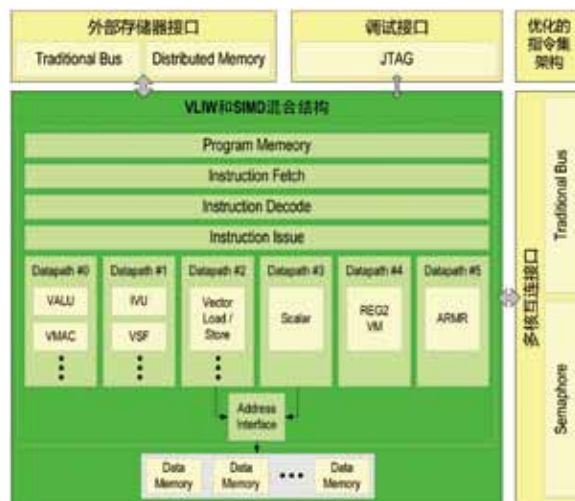 外部存储器接口
Traditional Bus
Distributed Memory
调试接口
JTAG
优化的
指令集
架构
VLIW和SIMD混合结构
Program Memeory
Instruction Fetch
Instruction Decode
Instruction Issue
Datapath #0
VALU
VMAC
Datapath #1
IVU
VSF
Datapath #2
Vector
Load /
Store
Datapath #3
Scalar
Datapath #4
REG2
VM
Datapath #5
ARMR
Address
Interface
Data
Memory
Data
Memory
Data
Memory
多核互连接口
Traditional Bus
Semaphore